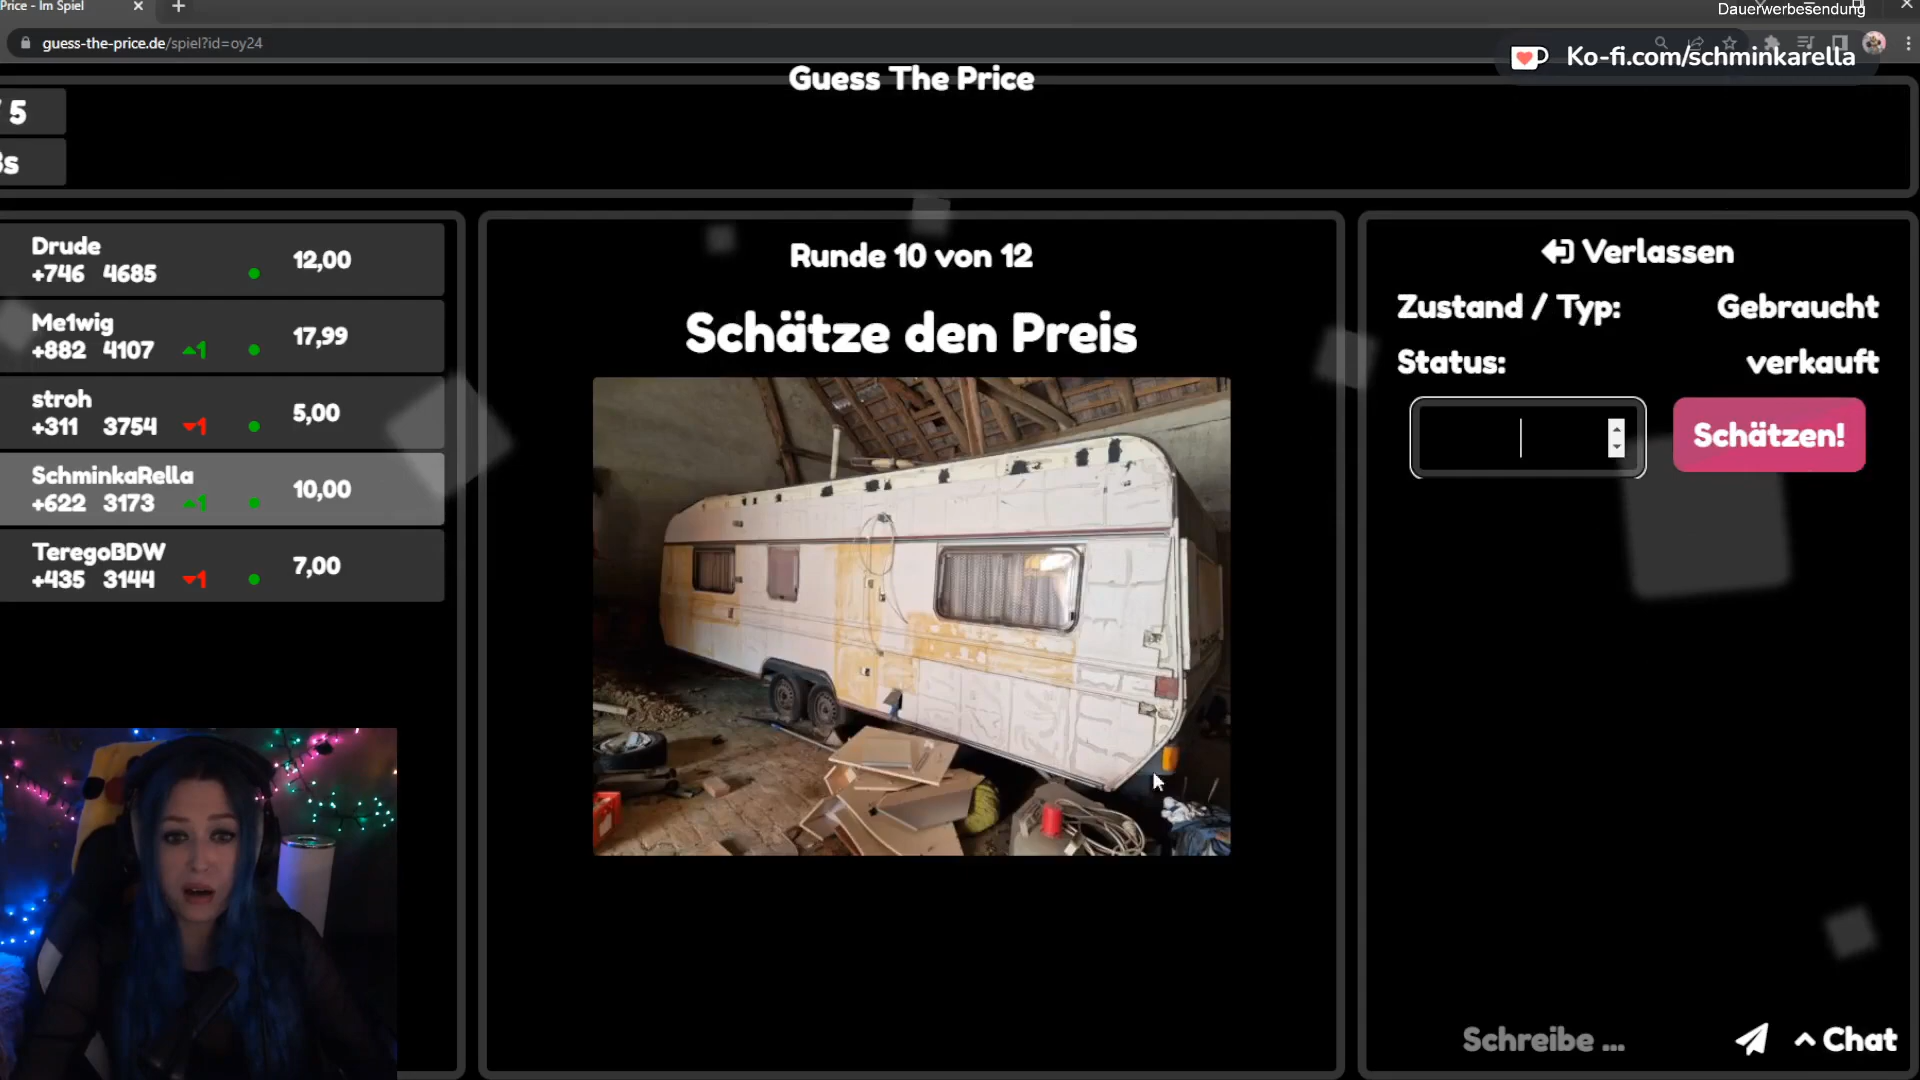 Price - Im Spiel
Dauerwerbesendung
guess-the-price.de/spiel?id=oy24
Ko-fi.com/schminkarella
Guess The Price
/ 5
s
Drude
+746 4685
12,00
Me1wig
+882 4107 1
17,99
stroh
+311 3754 1
5,00
SchminkaRella
+622 3173 1
10,00
TeregoBDW
+435 3144 1
7,00
Runde 10 von 12
Schätze den Preis
Verlassen
Zustand / Typ: Gebraucht
Status: verkauft
Schätzen!
Schreibe ...
Chat